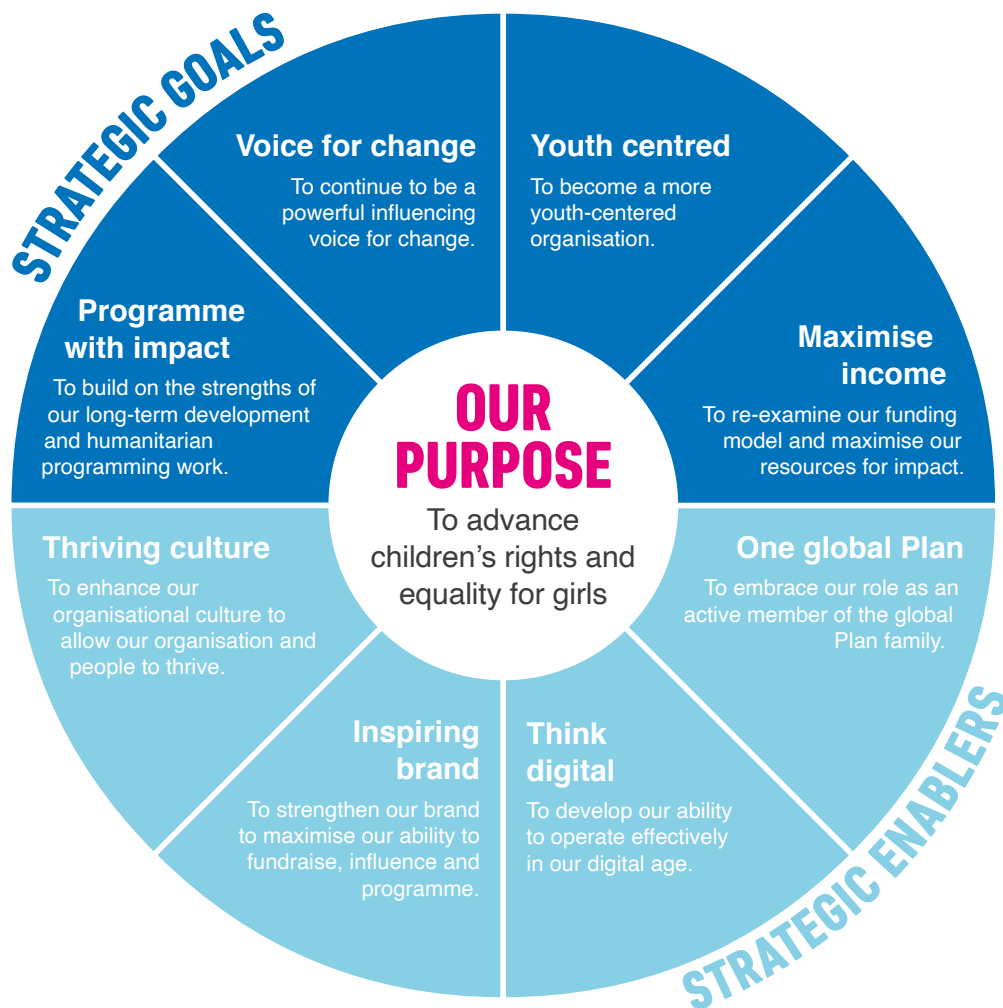 STRATEGIC GOALS
Voice for change
To continue to be a
powerful influencing
voice for change.
Youth centred
To become a more
youth-centered
organisation.
Programme
with impact
To build on the strengths of
our long-term development
and humanitarian
programming work.
Maximise
income
To re-examine our funding
model and maximise our
resources for impact.
OUR
PURPOSE
To advance
children's rights and
equality for girls
Thriving culture
To enhance our
organisational culture to
allow our organisation and
people to thrive.
One global Plan
To embrace our role as an
active member of the global
Plan family.
Inspiring
brand
To strengthen our brand
to maximise our ability to
fundraise, influence and
programme.
Think
digital
To develop our ability
to operate effectively
in our digital age.
STRATEGIC ENABLERS